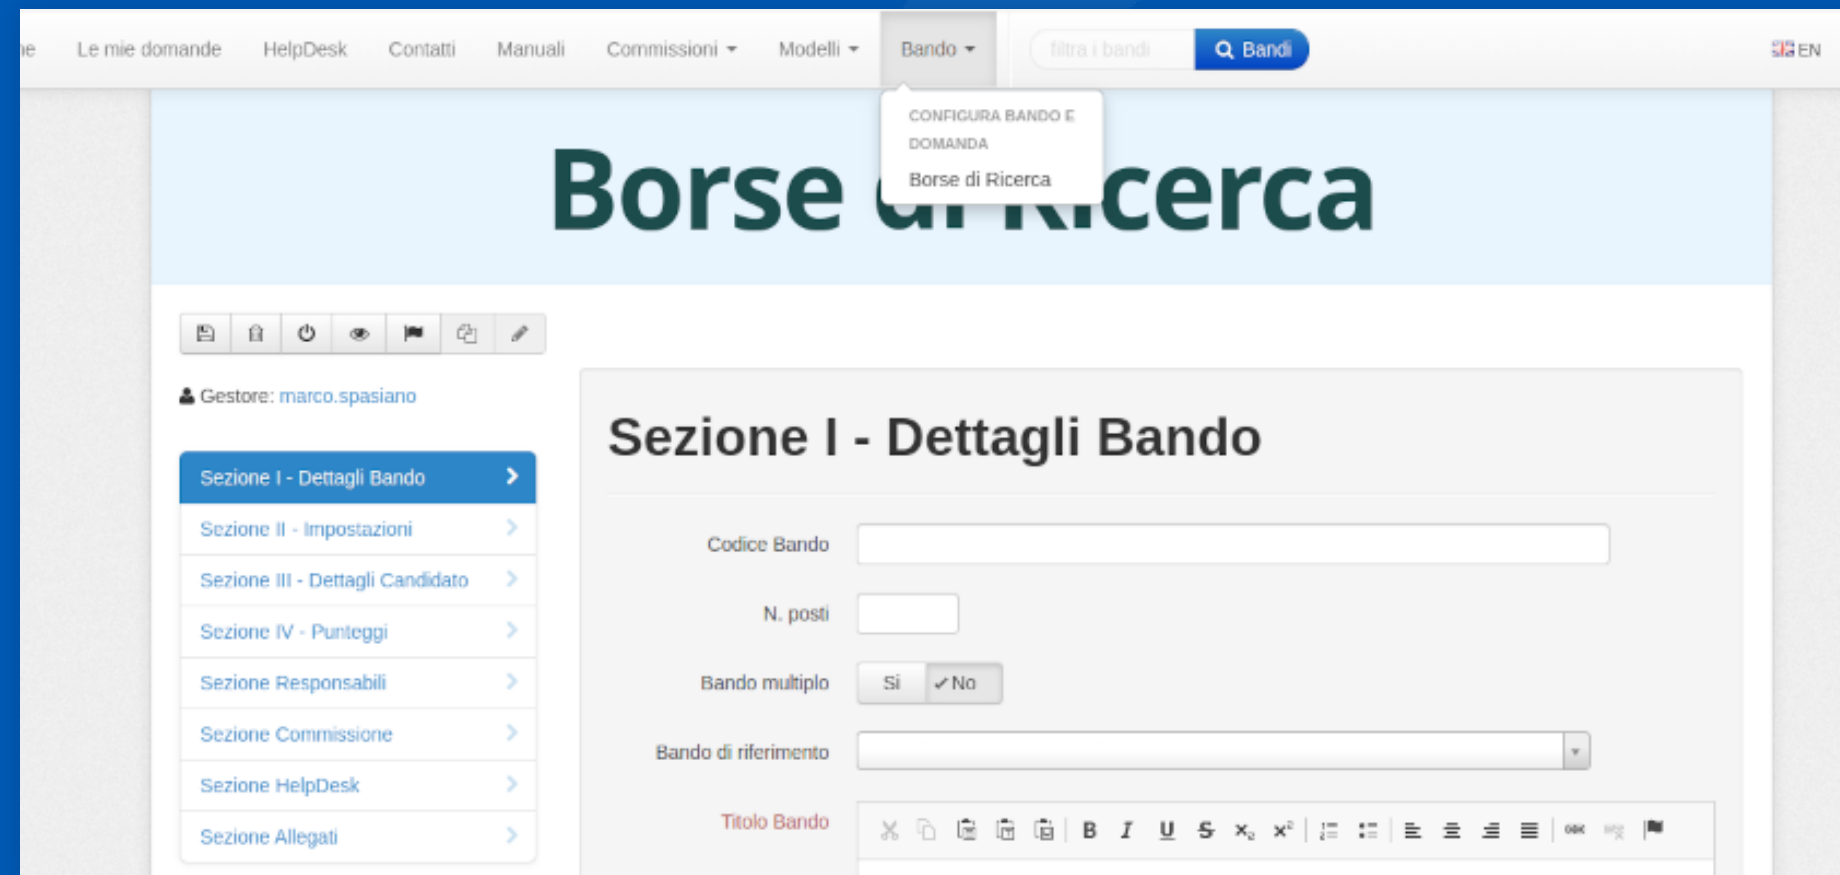 Le mie domande HelpDesk Contatti Manuali Commissioni Modelli Bando filtra i bandi Bandi EN
CONFIGURA BANDO E
DOMANDA
Borse di Ricerca
Borse di Ricerca
Gestore: marco.spasiano
Sezione I - Dettagli Bando
Sezione II - Impostazioni
Sezione III - Dettagli Candidato
Sezione IV - Punteggi
Sezione Responsabili
Sezione Commissione
Sezione HelpDesk
Sezione Allegati
Sezione I - Dettagli Bando
Codice Bando
N. posti
Bando multiplo Si No
Bando di riferimento
Titolo Bando